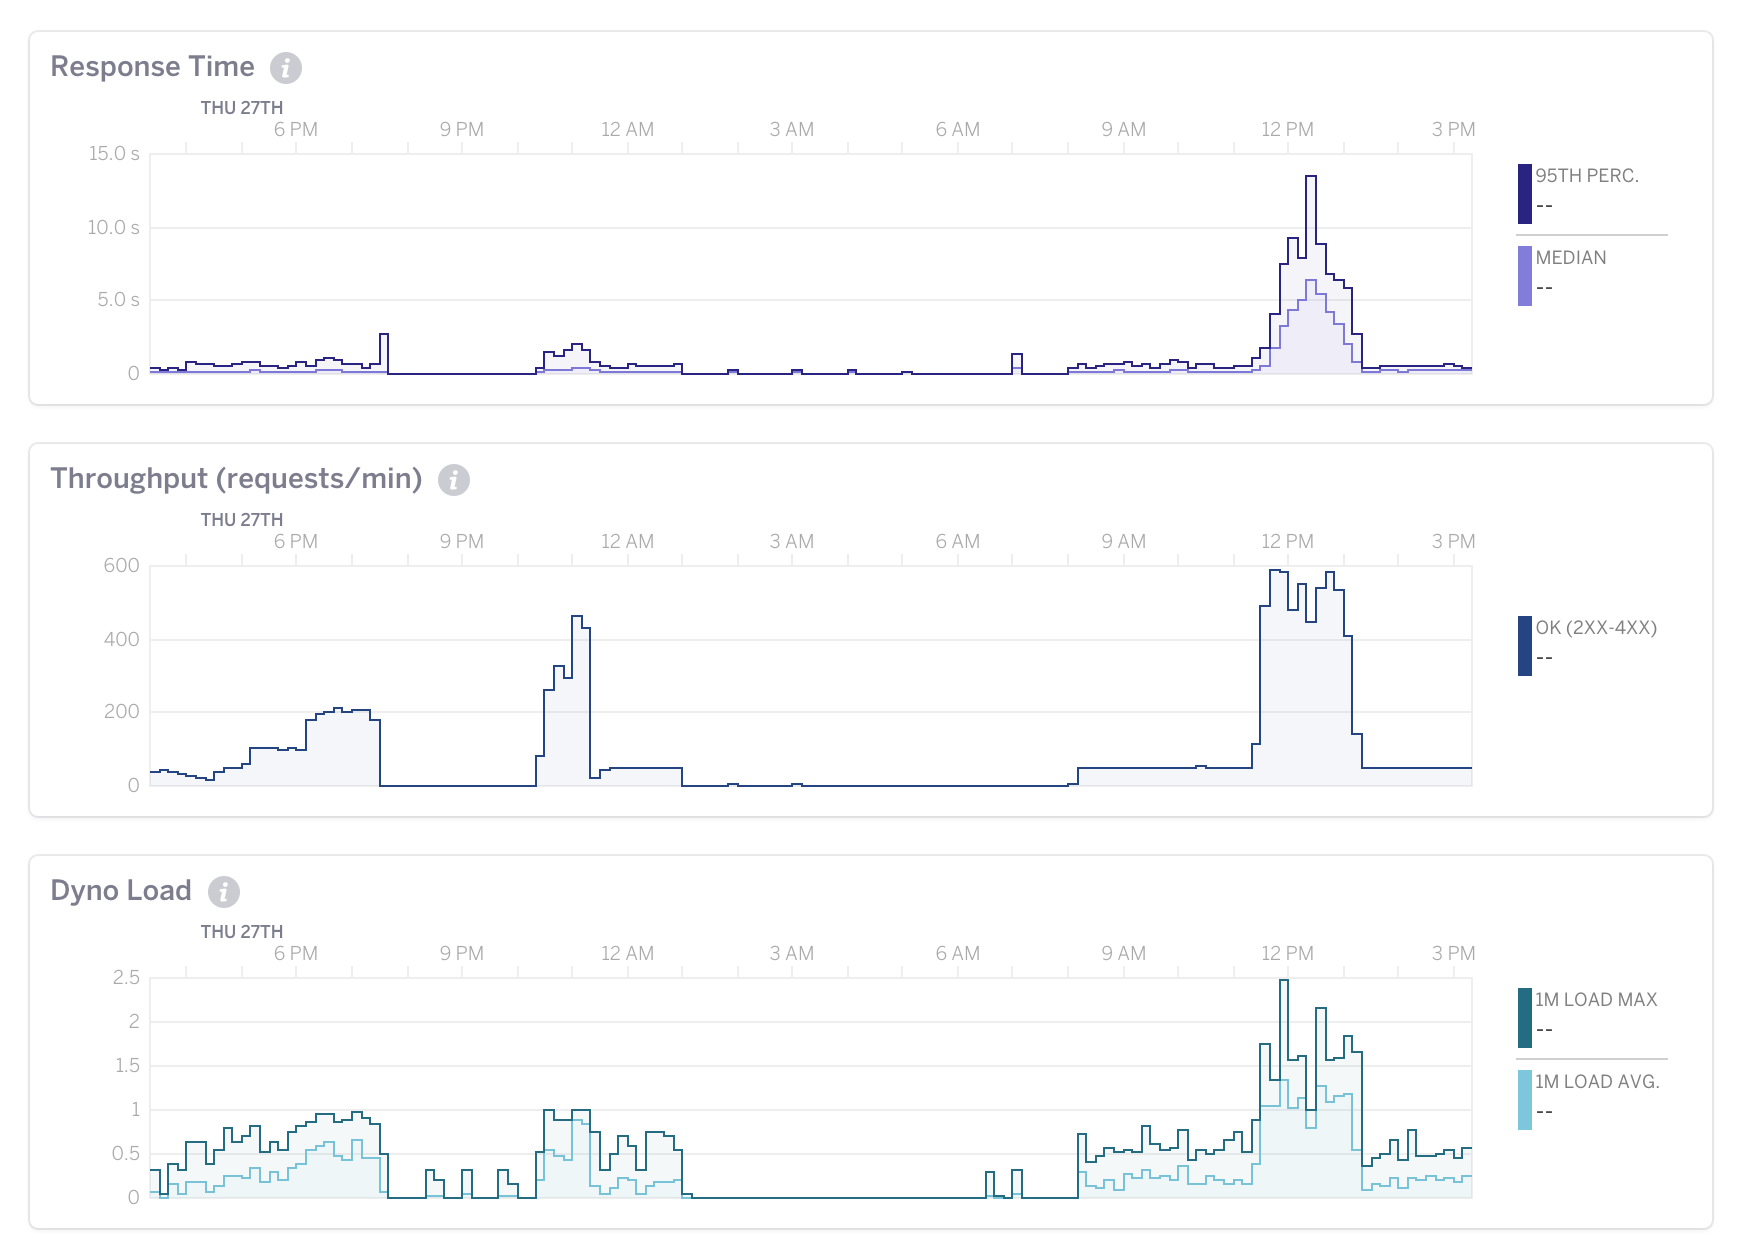 Response Time i
THU 27TH
6 PM 9 PM 12 AM 3 AM 6 AM 9 AM 12 PM 3 PM
15.0 s
10.0 s
5.0 s
0
95TH PERC.
--
MEDIAN
--
Throughput (requests/min) i
THU 27TH
6 PM 9 PM 12 AM 3 AM 6 AM 9 AM 12 PM 3 PM
600
400
200
0
OK (2XX-4XX)
--
Dyno Load i
THU 27TH
6 PM 9 PM 12 AM 3 AM 6 AM 9 AM 12 PM 3 PM
2.5
2
1.5
1
0.5
0
1M LOAD MAX
--
1M LOAD AVG.
--